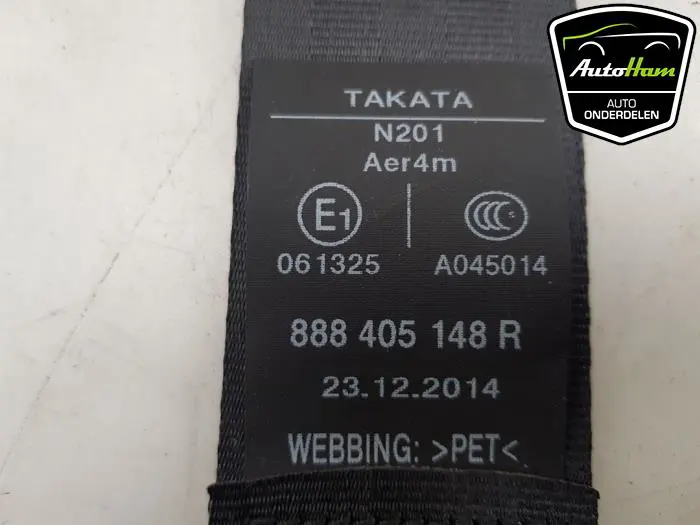 TAKATA
N201
Aer4m
E1
CCC
061325
A045014
888 405 148 R
23.12.2014
WEBBING: >PET<
AutoHam
AUTO
ONDERDELEN